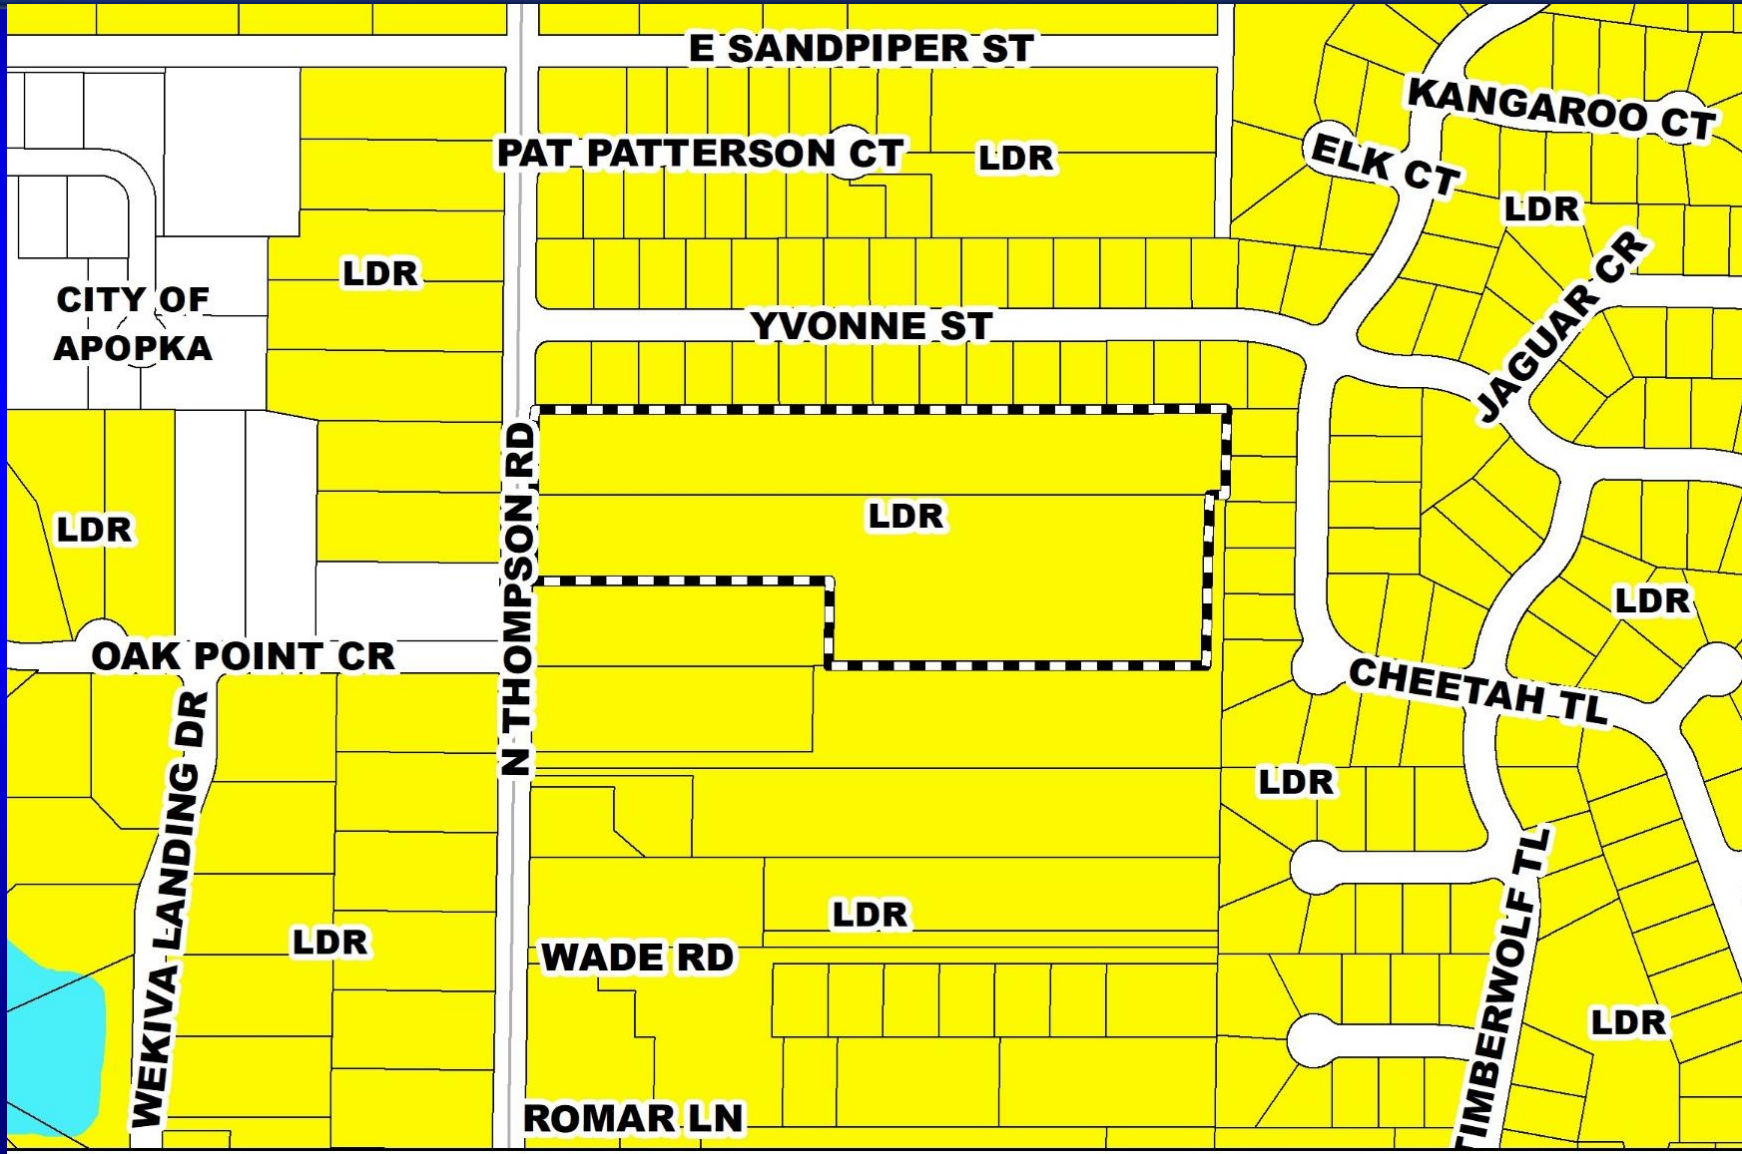 E SANDPIPER ST
KANGAROO CT
PAT PATTERSON CT
LDR
ELK CT
LDR
LDR
JAGUAR CR
CITY OF
APOPKA
YVONNE ST
N THOMPSON RD
LDR
LDR
LDR
OAK POINT CR
CHEETAH TL
WEKIVA LANDING DR
LDR
TIMBERWOLF TL
LDR
LDR
WADE RD
LDR
ROMAR LN